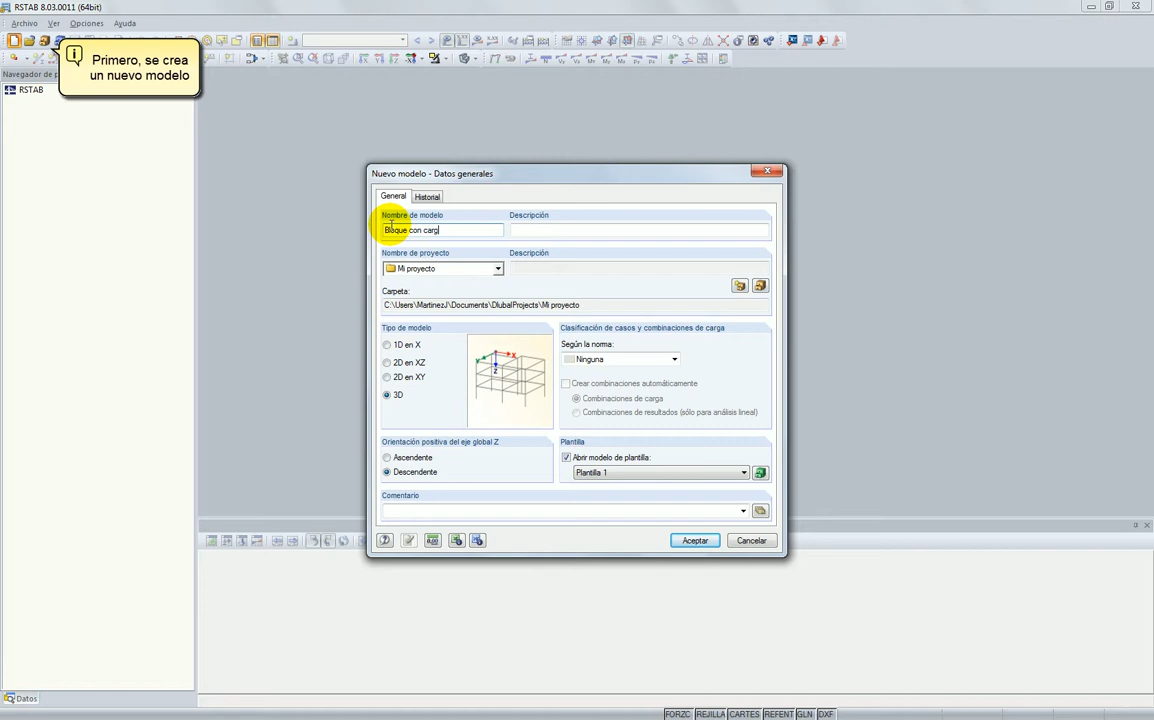 RSTAB 8.03.0011 (64bit)
Archivo Ver Opciones Ayuda
Primero, se crea
un nuevo modelo
Navegador de p
RSTAB
Nuevo modelo - Datos generales
General Historial
Nombre de modelo Descripción
Bloque con carg
Nombre de proyecto Descripción
Mi proyecto
Carpeta:
C:\Users\MartinezJ\Documents\DlubalProjects\Mi proyecto
Tipo de modelo Clasificación de casos y combinaciones de carga
1D en X
2D en XZ
2D en XY
3D
X
Y
Z
Según la norma:
Ninguna
Crear combinaciones automáticamente
Combinaciones de carga
Combinaciones de resultados (sólo para análisis lineal)
Orientación positiva del eje global Z Plantilla
Ascendente
Descendente
Abrir modelo de plantilla:
Plantilla 1
Comentario
Aceptar Cancelar
Datos
FORZC REJILLA CARTES REFENT GLN DXF